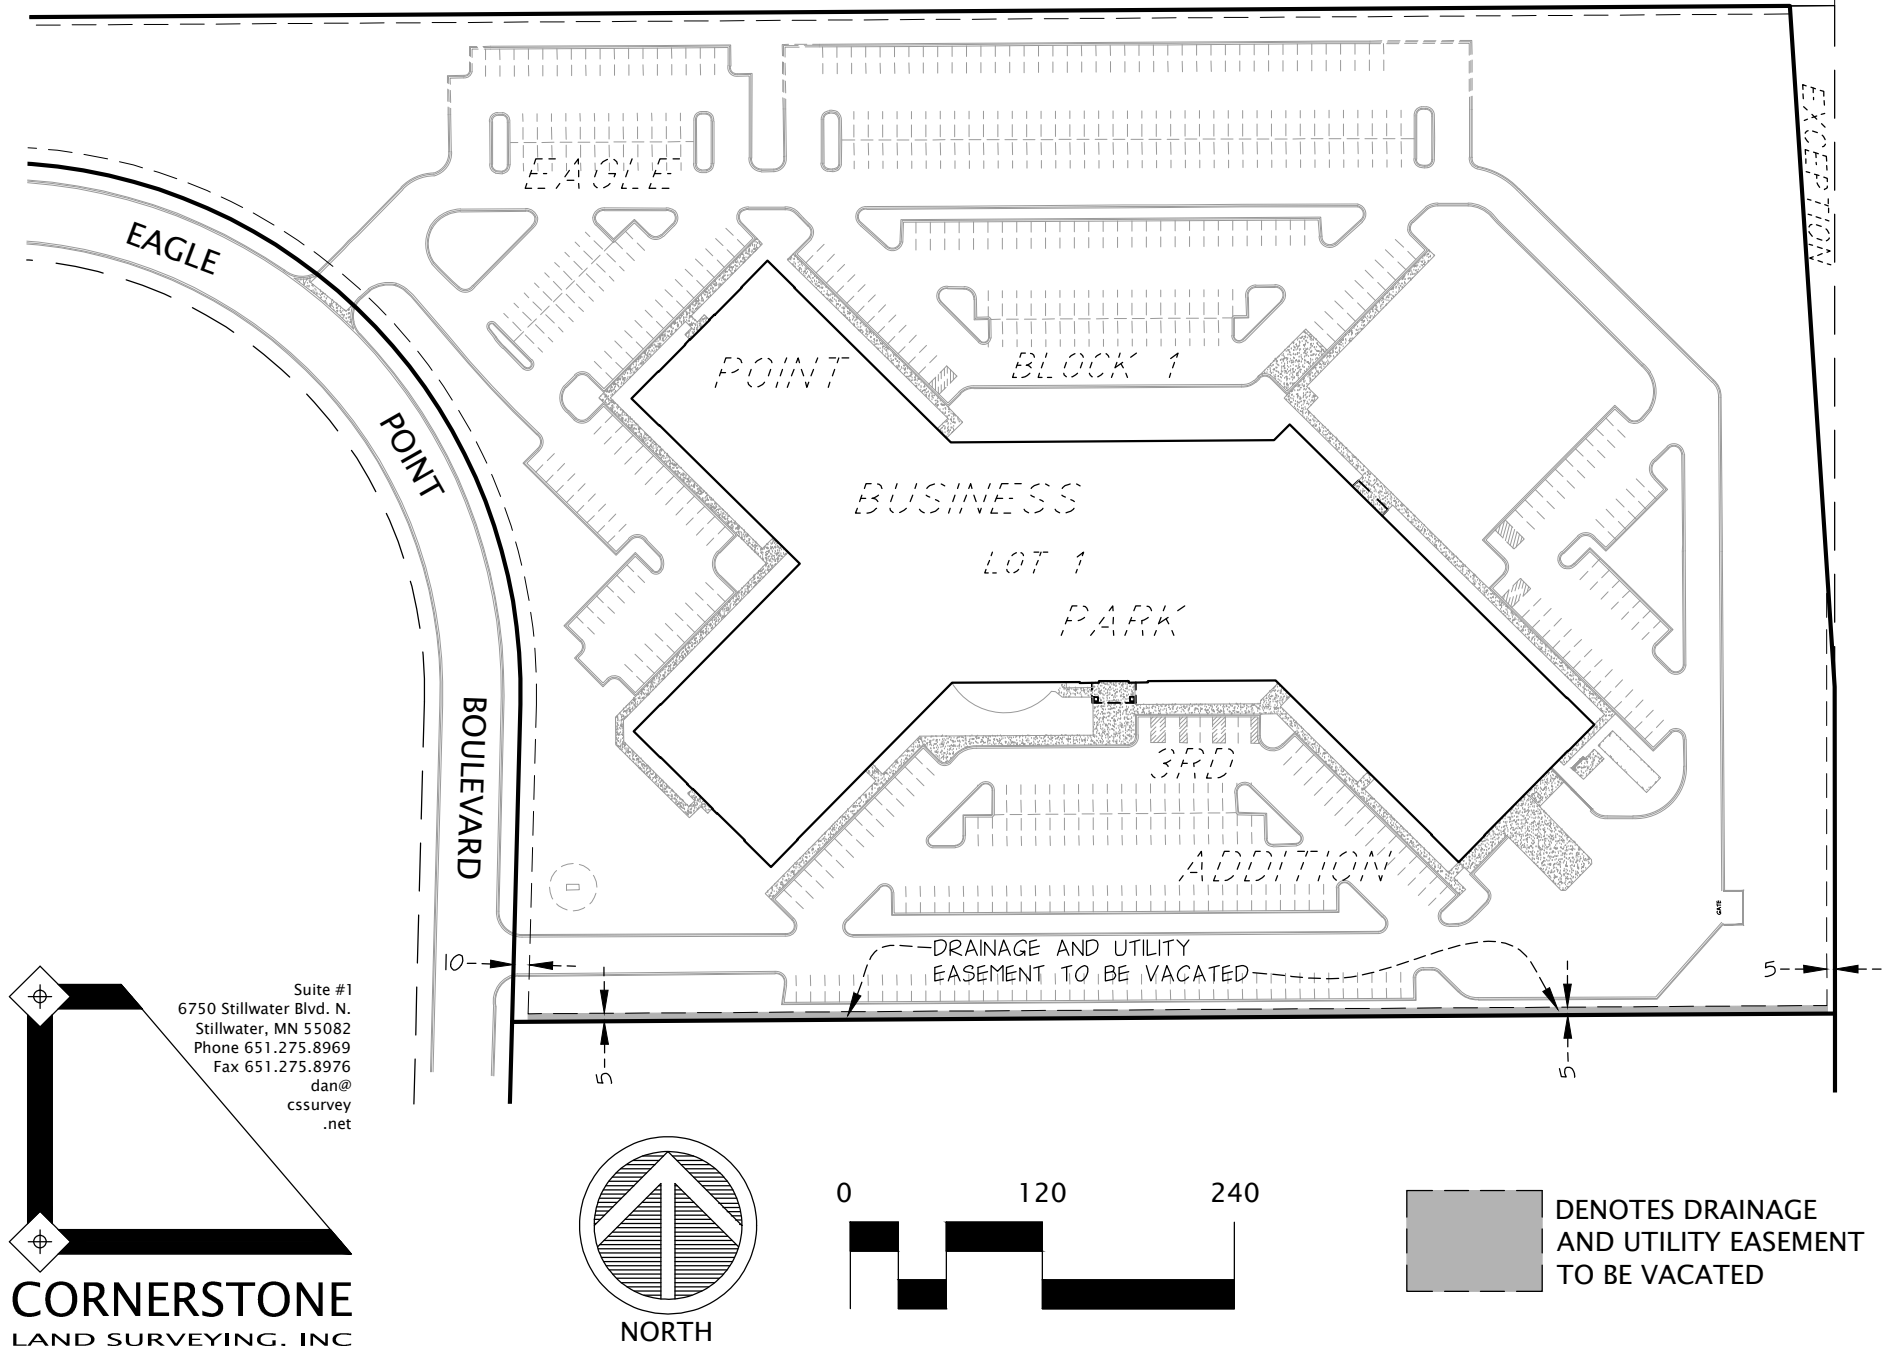 EXCEPTION
EAGLE
EAGLE
POINT
BLOCK 1
POINT
BUSINESS
LOT 1
PARK
BOULEVARD
3RD
ADDITION
GATE
DRAINAGE AND UTILITY
EASEMENT TO BE VACATED
10
5
5
5
Suite #1
6750 Stillwater Blvd. N.
Stillwater, MN 55082
Phone 651.275.8969
Fax 651.275.8976
dan@
cssurvey
.net
CORNERSTONE
LAND SURVEYING, INC
NORTH
0 120 240
DENOTES DRAINAGE
AND UTILITY EASEMENT
TO BE VACATED